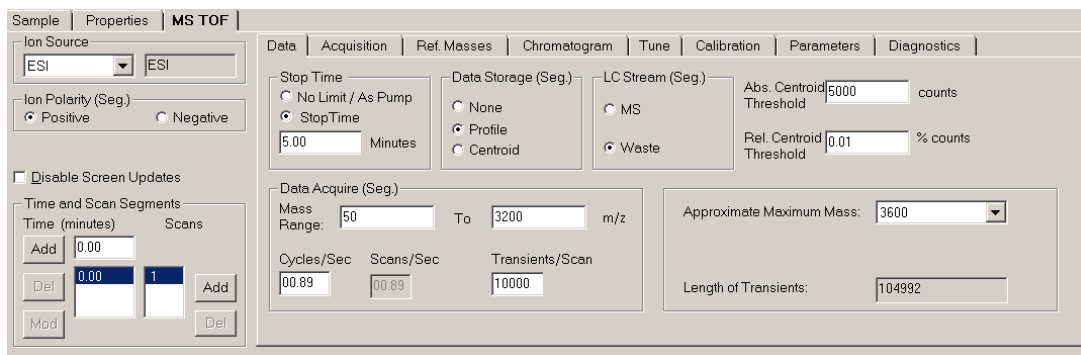 Sample Properties MS TOF
Ion Source
ESI ESI
Ion Polarity (Seg.)
Positive Negative
Disable Screen Updates
Time and Scan Segments
Time (minutes) Scans
Add 0.00
Del 0.00 1 Add
Mod Del
Data Acquisition Ref. Masses Chromatogram Tune Calibration Parameters Diagnostics
Stop Time
No Limit / As Pump
StopTime
5.00 Minutes
Data Storage (Seg.)
None
Profile
Centroid
LC Stream (Seg.)
MS
Waste
Abs. Centroid
Threshold
5000 counts
Rel. Centroid
Threshold
0.01 % counts
Data Acquire (Seg.)
Mass
Range: 50 To 3200 m/z
Cycles/Sec Scans/Sec Transients/Scan
00.89 00.89 10000
Approximate Maximum Mass: 3600
Length of Transients: 104992